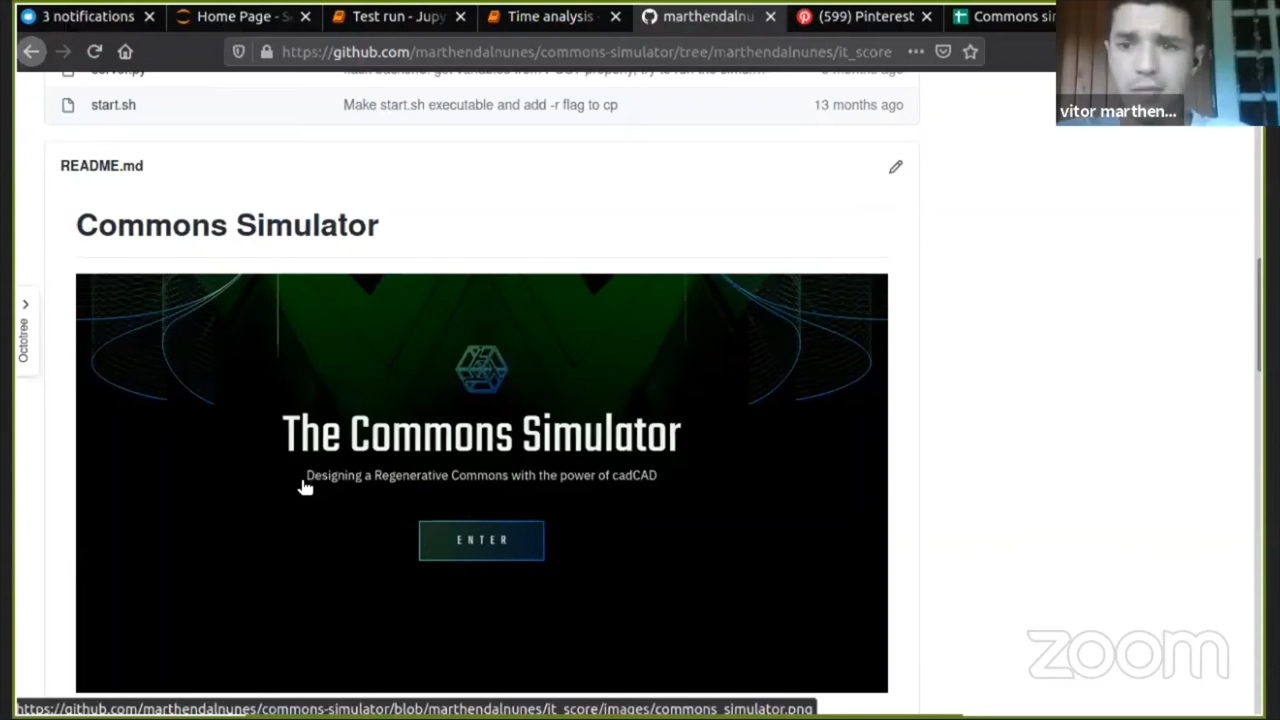 3 notifications
Home Page - S
Test run - Jupy
Time analysis
marthendalnu
(599) Pinterest
Commons sin
https://github.com/marthendalnunes/commons-simulator/tree/marthendalnunes/it_score
vitor marthen...
server.py
start.sh
Make start.sh executable and add -r flag to cp
13 months ago
README.md
Commons Simulator
Octotree
The Commons Simulator
Designing a Regenerative Commons with the power of cadCAD
ENTER
zoom
https://github.com/marthendalnunes/commons-simulator/blob/marthendalnunes/it_score/images/commons_simulator.png